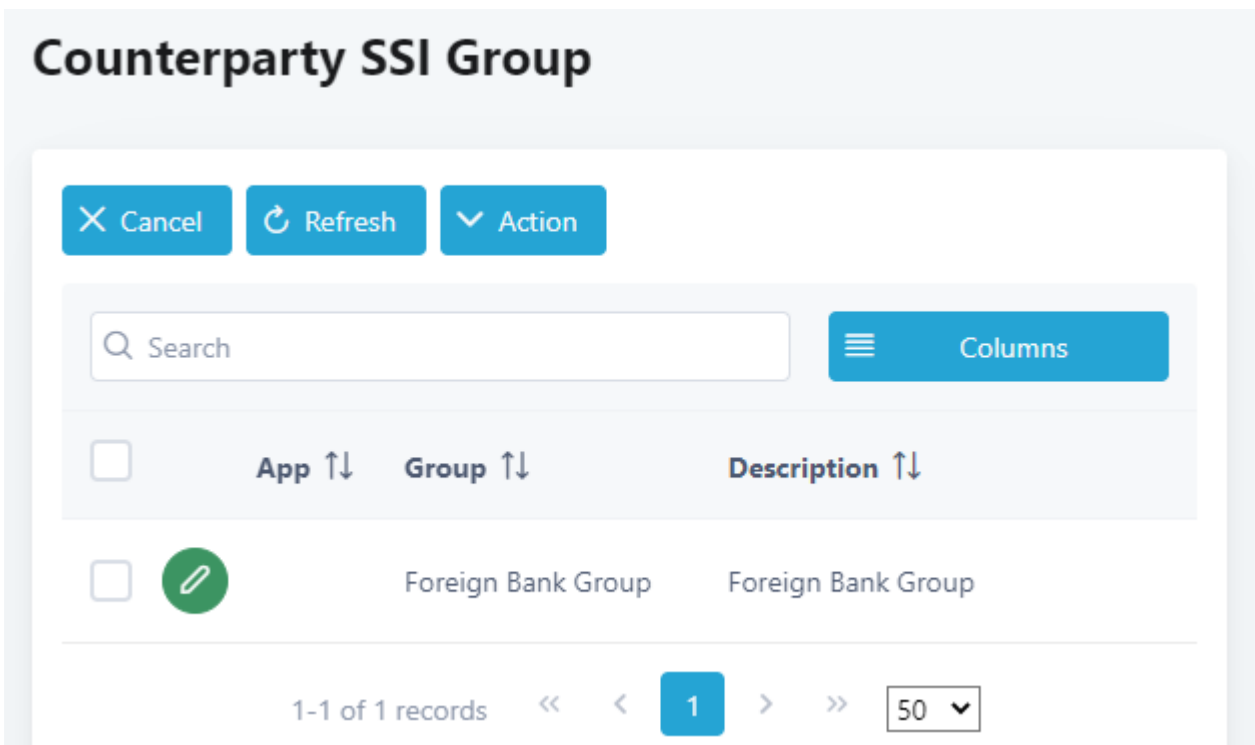 Counterparty SSI Group
Cancel Refresh Action
Search Columns
App Group Description
Foreign Bank Group Foreign Bank Group
1-1 of 1 records 1 50